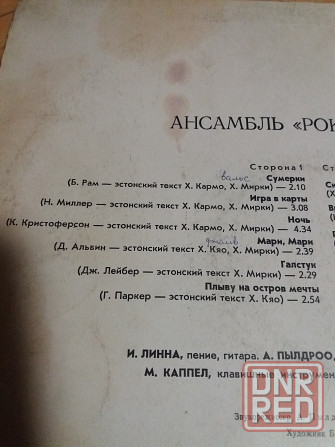 АНСАМБЛЬ «РОК
Сторона 1
вальс Сумерки
(Б. Рам — эстонский текст Х. Кармо, Х. Мирки) — 2.10
Игра в карты
(Н. Миллер — эстонский текст Х. Кармо, Х. Мирки) — 3.08
Ночь
(К. Кристоферсон — эстонский текст Х. Кармо, Х. Мирки) — 4.34
Мари, Мари
(Д. Альвин — эстонский текст Х. Кяо, Х. Мирки) — 2.39
Галстук
(Дж. Лейбер — эстонский текст Х. Мирки) — 2.29
Плыву на остров мечты
(Г. Паркер — эстонский текст Х. Кяо) — 2.54
И. ЛИННА, пение, гитара. А. ПЫЛДРОО,
М. КАППЕЛ, клавишные инструмен
Звукорежиссер
Художник
DNR
RED